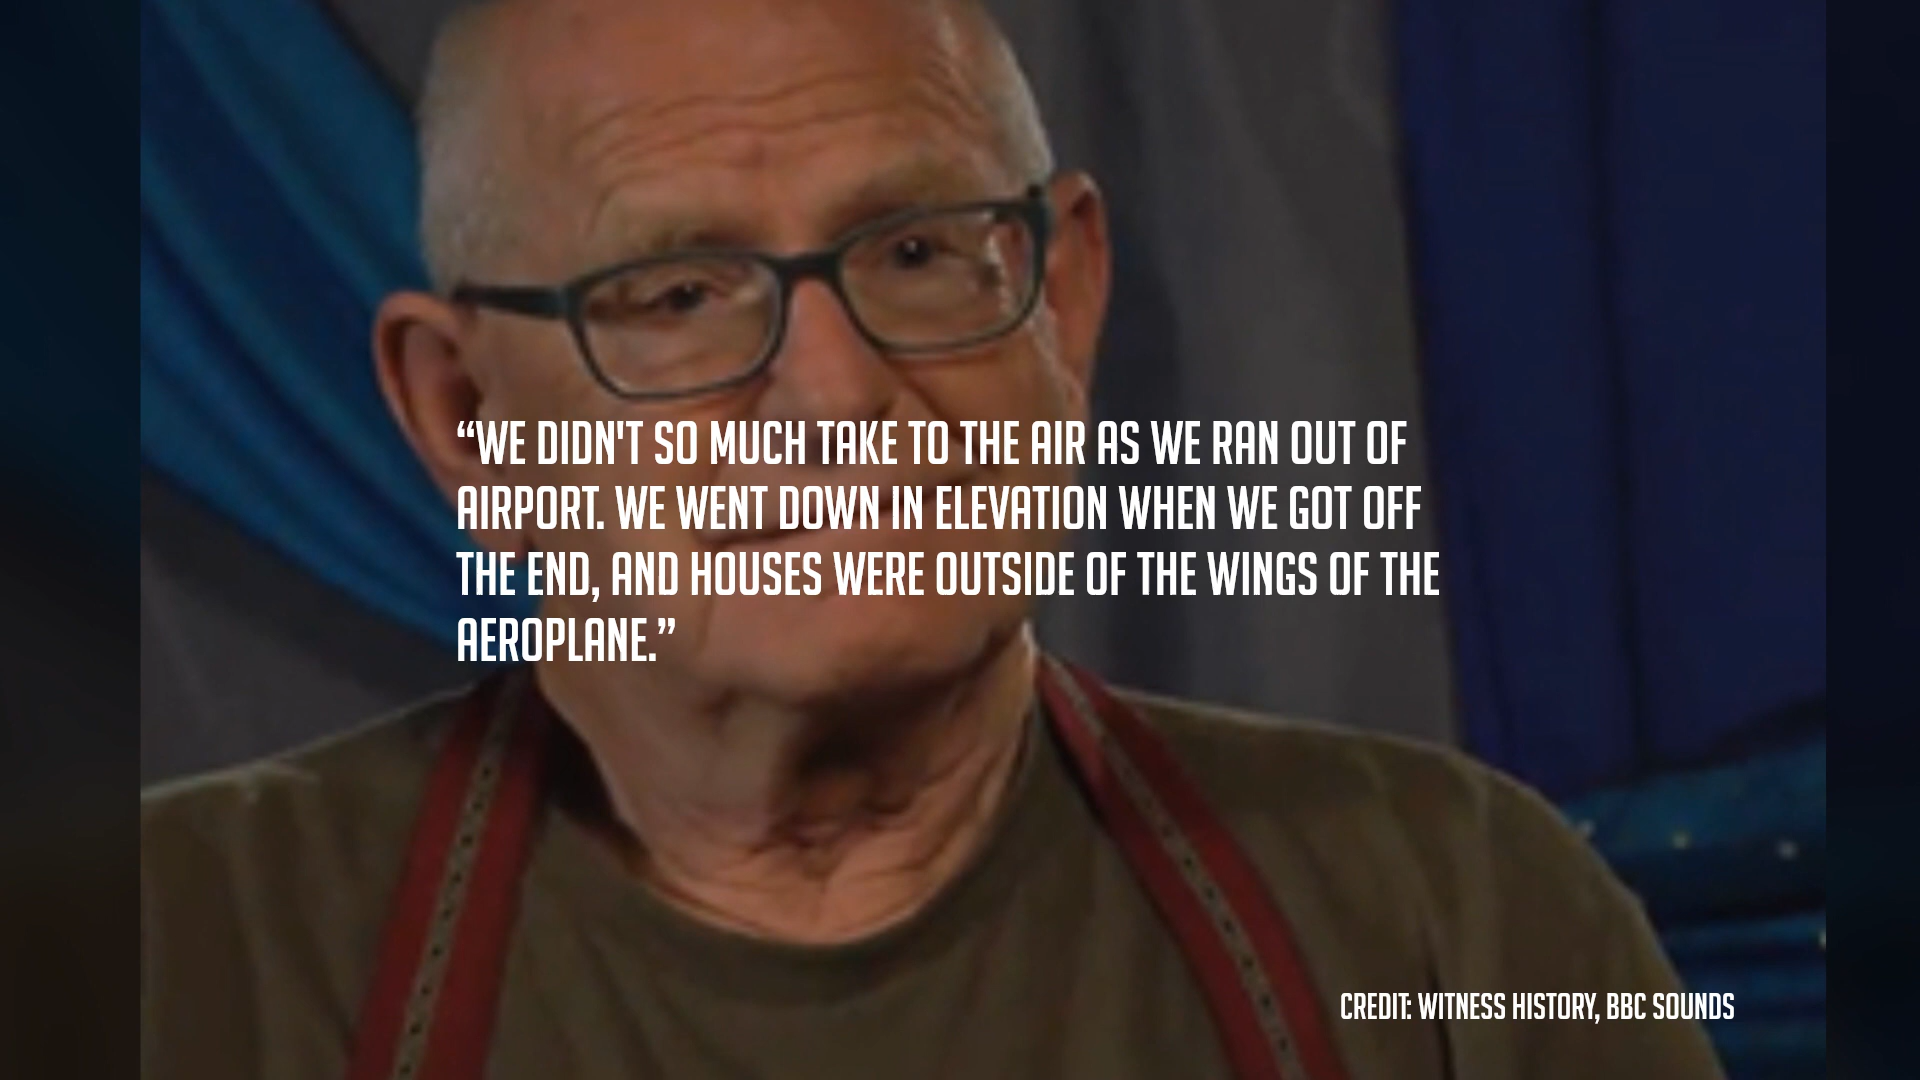 “WE DIDN'T SO MUCH TAKE TO THE AIR AS WE RAN OUT OF
AIRPORT. WE WENT DOWN IN ELEVATION WHEN WE GOT OFF
THE END, AND HOUSES WERE OUTSIDE OF THE WINGS OF THE
AEROPLANE.”
CREDIT: WITNESS HISTORY, BBC SOUNDS